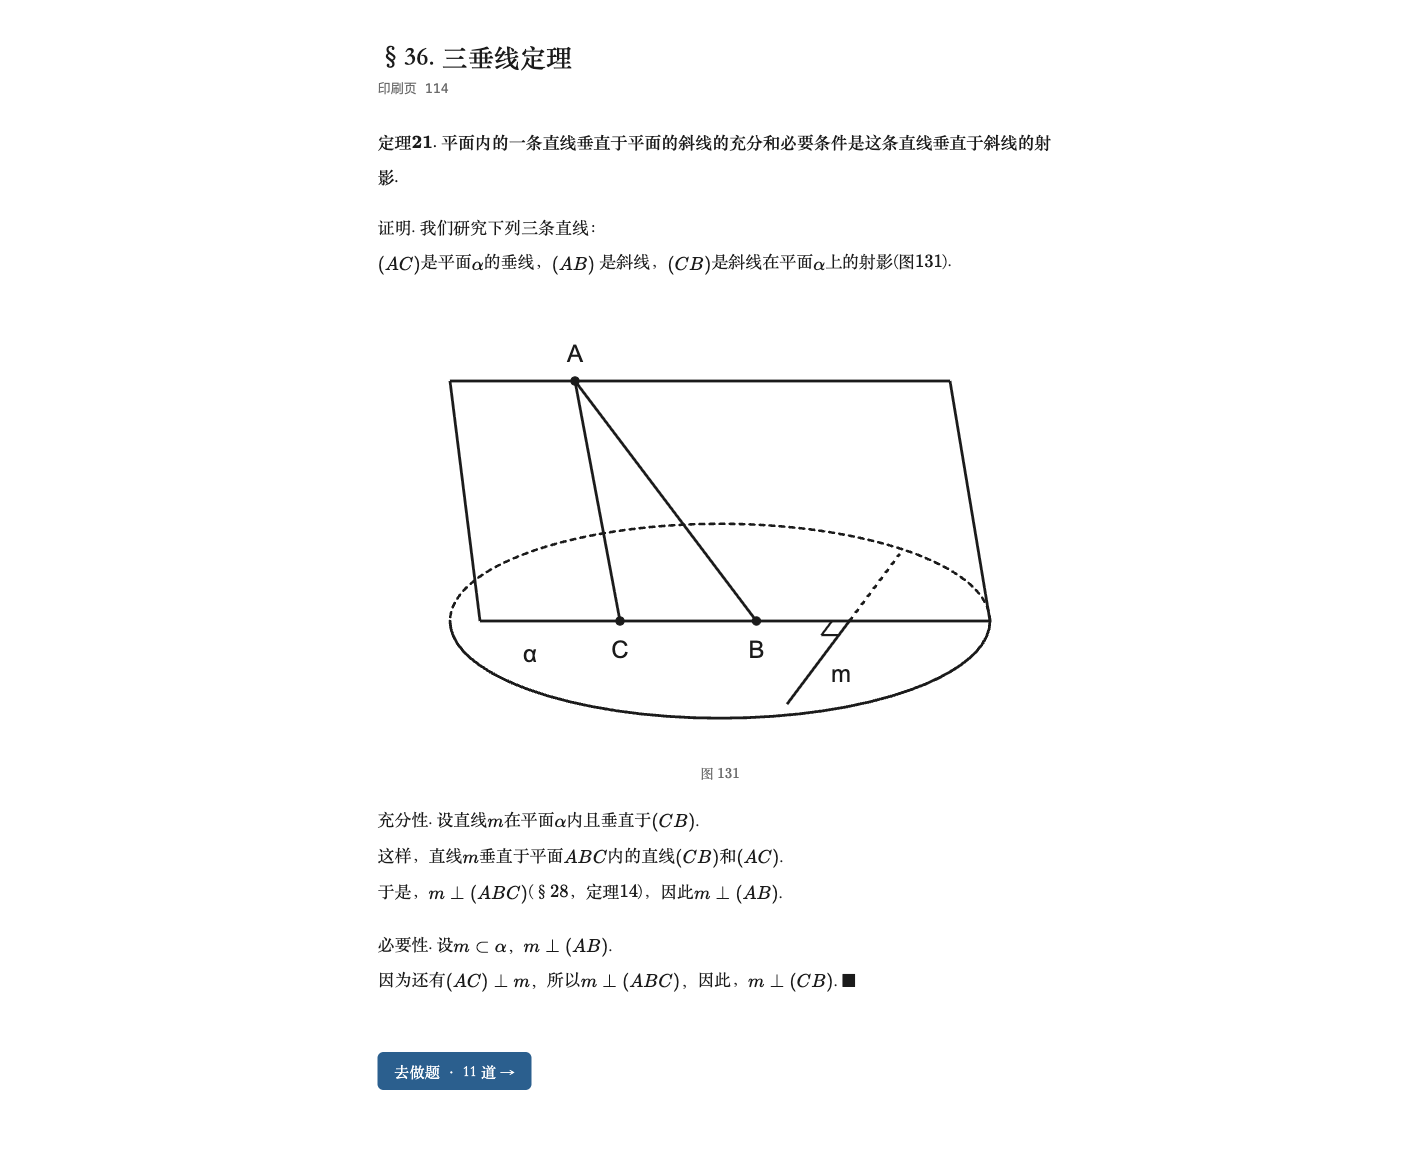 § 36. 三垂线定理
印刷页 114
定理21. 平面内的一条直线垂直于平面的斜线的充分和必要条件是这条直线垂直于斜线的射
影.
证明. 我们研究下列三条直线：
(AC)是平面α的垂线，(AB) 是斜线，(CB)是斜线在平面α上的射影(图131).
A
α
C
B
m
图 131
充分性. 设直线m在平面α内且垂直于(CB).
这样，直线m垂直于平面ABC内的直线(CB)和(AC).
于是，m ⊥ (ABC)(§28，定理14)，因此m ⊥ (AB).
必要性. 设m ⊂ α，m ⊥ (AB).
因为还有(AC) ⊥ m，所以m ⊥ (ABC)，因此，m ⊥ (CB). ■
去做题 · 11 道 →